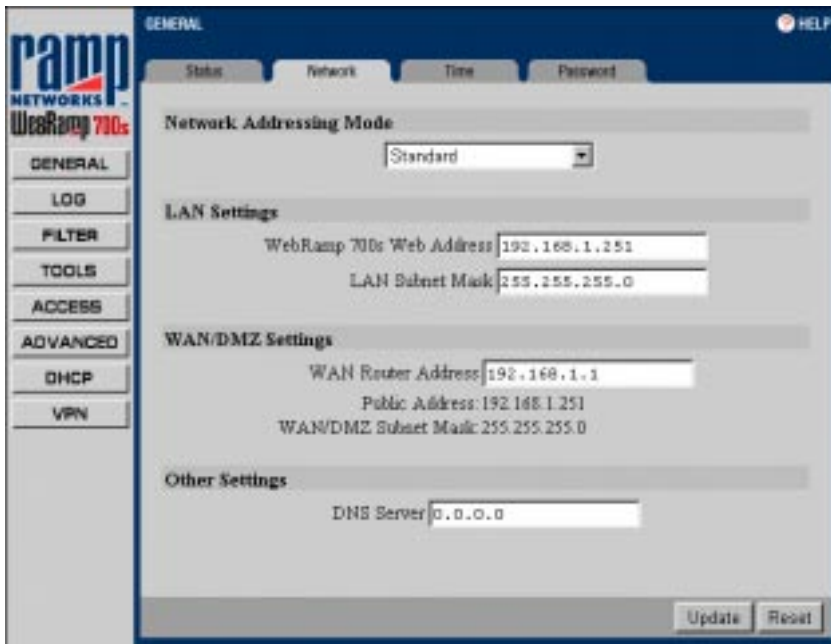 GENERAL
? HELP
ramp
NETWORKS
WebRamp 700s
Status
Network
Time
Password
GENERAL
LOG
FILTER
TOOLS
ACCESS
ADVANCED
DHCP
VPN
Network Addressing Mode
Standard
LAN Settings
WebRamp 700s Web Address 192.168.1.251
LAN Subnet Mask 255.255.255.0
WAN/DMZ Settings
WAN Router Address 192.168.1.1
Public Address: 192.168.1.251
WAN/DMZ Subnet Mask: 255.255.255.0
Other Settings
DNS Server 0.0.0.0
Update
Reset